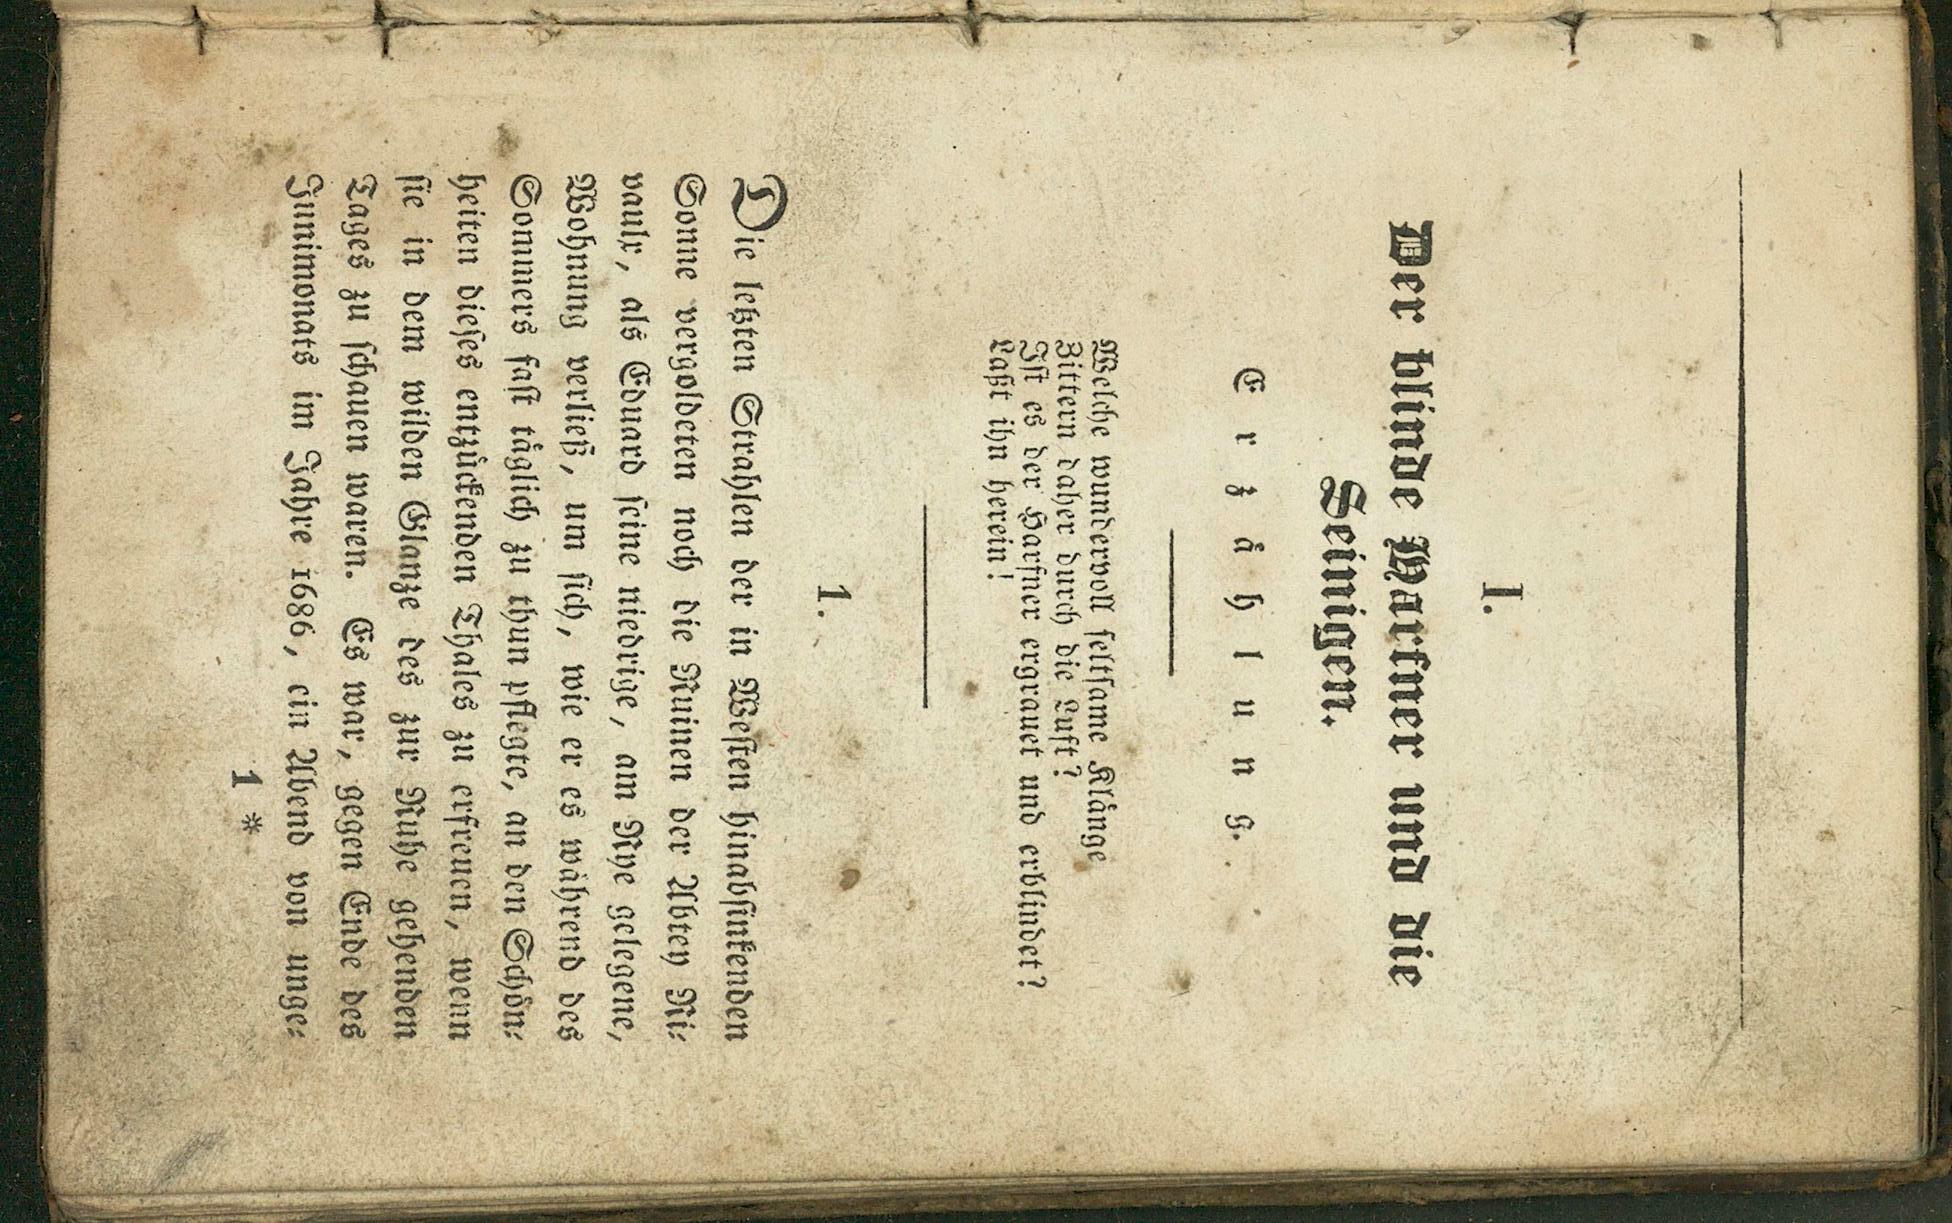 I.
Der blinde Harfner und die
Seinigen.
Erzåhlung.
Welche wundervoll seltsame Klånge
Zittern daher durch die Luft?
Ist es der Harfner ergrauet und erblindet?
Laßt ihn herein!
1.
Die letzten Strahlen der in Westen hinabsinkenden
Sonne vergoldeten noch die Ruinen der Abtey Ri-
vaulx, als Eduard seine niedrige, am Rye gelegene,
Wohnung verließ, um sich, wie er es wåhrend des
Sommers fast tåglich zu thun pflegte, an den Schön-
heiten dieses entzückenden Thales zu erfreuen, wenn
sie in dem wilden Glanze des zur Ruhe gehenden
Tages zu schauen waren. Es war, gegen Ende des
Junimonats im Jahre 1686, ein Abend von unge-
1 *